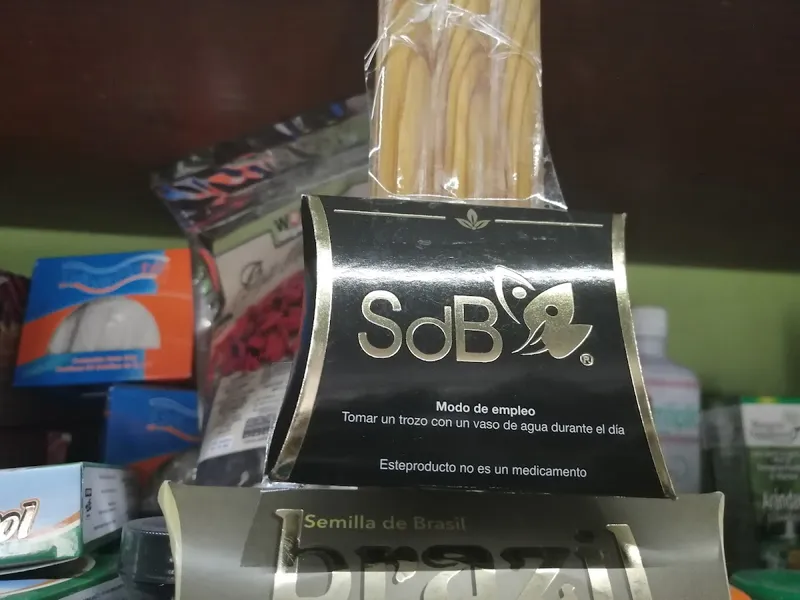 SdB
®
Modo de empleo
Tomar un trozo con un vaso de agua durante el día
Esteproducto no es un medicamento
Semilla de Brasil
brazil